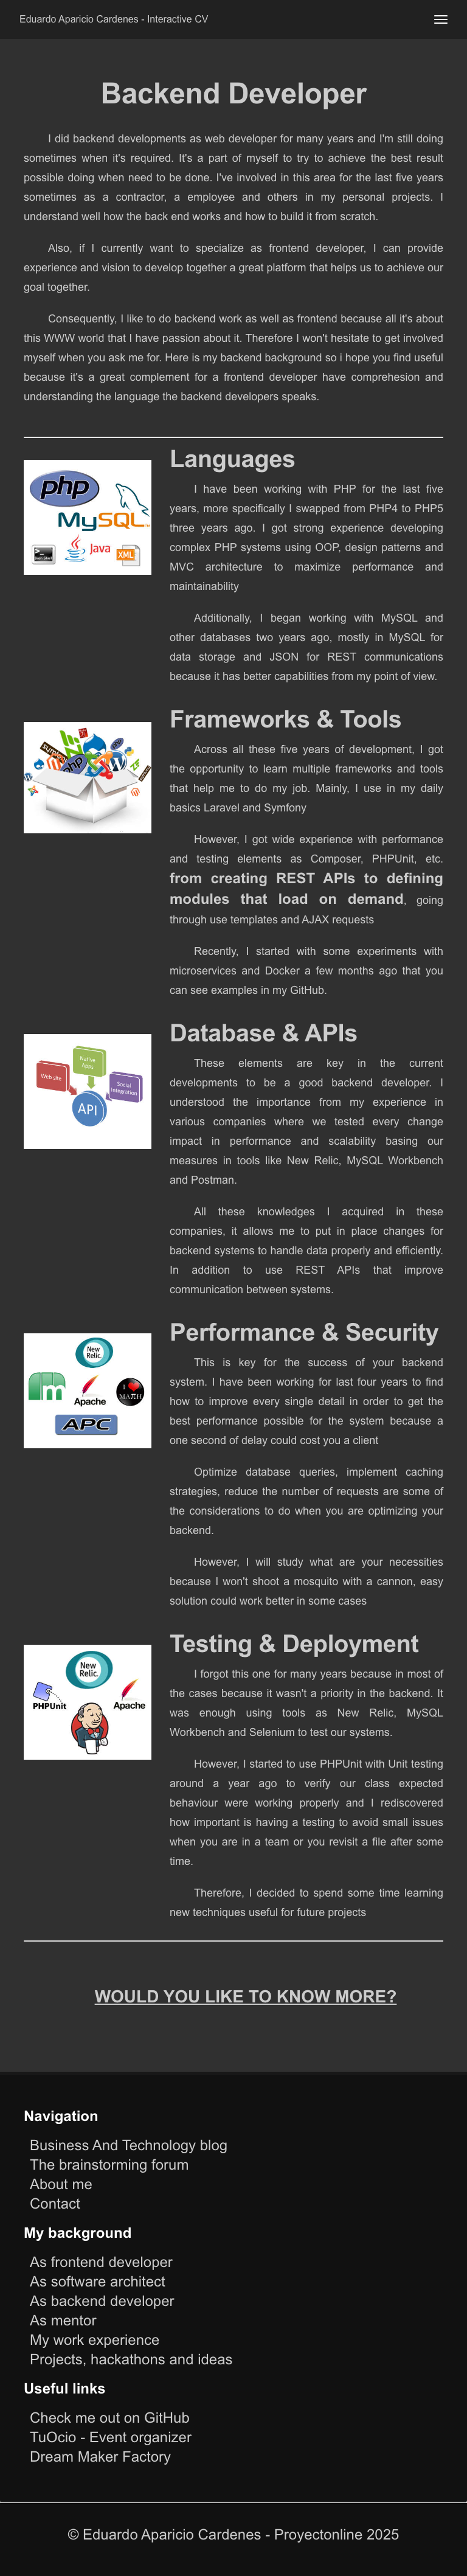 Eduardo Aparicio Cardenes - Interactive CV
Backend Developer
I did backend developments as web developer for many years and I'm still doing
sometimes when it's required. It's a part of myself to try to achieve the best result
possible doing when need to be done. I've involved in this area for the last five years
sometimes as a contractor, a employee and others in my personal projects. I
understand well how the back end works and how to build it from scratch.
Also, if I currently want to specialize as frontend developer, I can provide
experience and vision to develop together a great platform that helps us to achieve our
goal together.
Consequently, I like to do backend work as well as frontend because all it's about
this WWW world that I have passion about it. Therefore I won't hesitate to get involved
myself when you ask me for. Here is my backend background so i hope you find useful
because it's a great complement for a frontend developer have comprehesion and
understanding the language the backend developers speaks.
php
MySQL
Java
XML
Languages
I have been working with PHP for the last five
years, more specifically I swapped from PHP4 to PHP5
three years ago. I got strong experience developing
complex PHP systems using OOP, design patterns and
MVC architecture to maximize performance and
maintainability
Additionally, I began working with MySQL and
other databases two years ago, mostly in MySQL for
data storage and JSON for REST communications
because it has better capabilities from my point of view.
php
Frameworks & Tools
Across all these five years of development, I got
the opportunity to learn multiple frameworks and tools
that help me to do my job. Mainly, I use in my daily
basics Laravel and Symfony
However, I got wide experience with performance
and testing elements as Composer, PHPUnit, etc.
from creating REST APIs to defining
modules that load on demand, going
through use templates and AJAX requests
Recently, I started with some experiments with
microservices and Docker a few months ago that you
can see examples in my GitHub.
Web site
Native
Apps
Social
Integration
API
Database & APIs
These elements are key in the current
developments to be a good backend developer. I
understood the importance from my experience in
various companies where we tested every change
impact in performance and scalability basing our
measures in tools like New Relic, MySQL Workbench
and Postman.
All these knowledges I acquired in these
companies, it allows me to put in place changes for
backend systems to handle data properly and efficiently.
In addition to use REST APIs that improve
communication between systems.
New
Relic
Apache
I
MATH
APC
Performance & Security
This is key for the success of your backend
system. I have been working for last four years to find
how to improve every single detail in order to get the
best performance possible for the system because a
one second of delay could cost you a client
Optimize database queries, implement caching
strategies, reduce the number of requests are some of
the considerations to do when you are optimizing your
backend.
However, I will study what are your necessities
because I won't shoot a mosquito with a cannon, easy
solution could work better in some cases
New
Relic.
PHPUnit
Apache
Testing & Deployment
I forgot this one for many years because in most of
the cases because it wasn't a priority in the backend. It
was enough using tools as New Relic, MySQL
Workbench and Selenium to test our systems.
However, I started to use PHPUnit with Unit testing
around a year ago to verify our class expected
behaviour were working properly and I rediscovered
how important is having a testing to avoid small issues
when you are in a team or you revisit a file after some
time.
Therefore, I decided to spend some time learning
new techniques useful for future projects
WOULD YOU LIKE TO KNOW MORE?
Navigation
Business And Technology blog
The brainstorming forum
About me
Contact
My background
As frontend developer
As software architect
As backend developer
As mentor
My work experience
Projects, hackathons and ideas
Useful links
Check me out on GitHub
TuOcio - Event organizer
Dream Maker Factory
© Eduardo Aparicio Cardenes - Proyectonline 2025